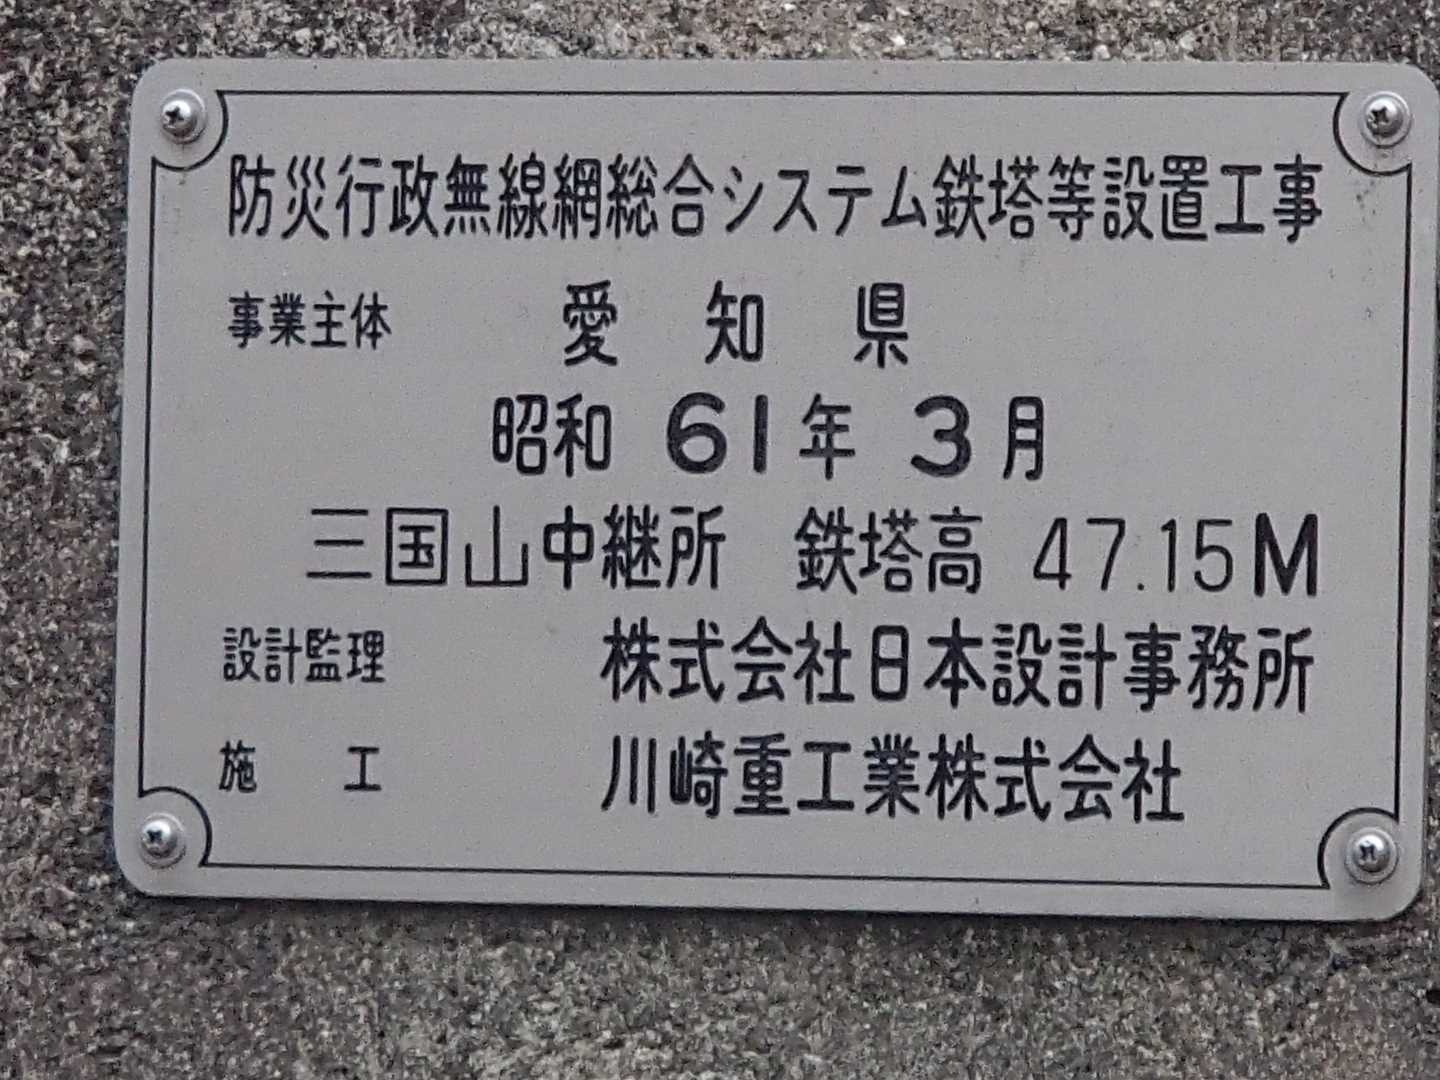 防災行政無線網総合システム鉄塔等設置工事
事業主体 愛知県
昭和 61年 3月
三国山中継所 鉄塔高 47.15M
設計監理 株式会社日本設計事務所
施工 川崎重工業株式会社